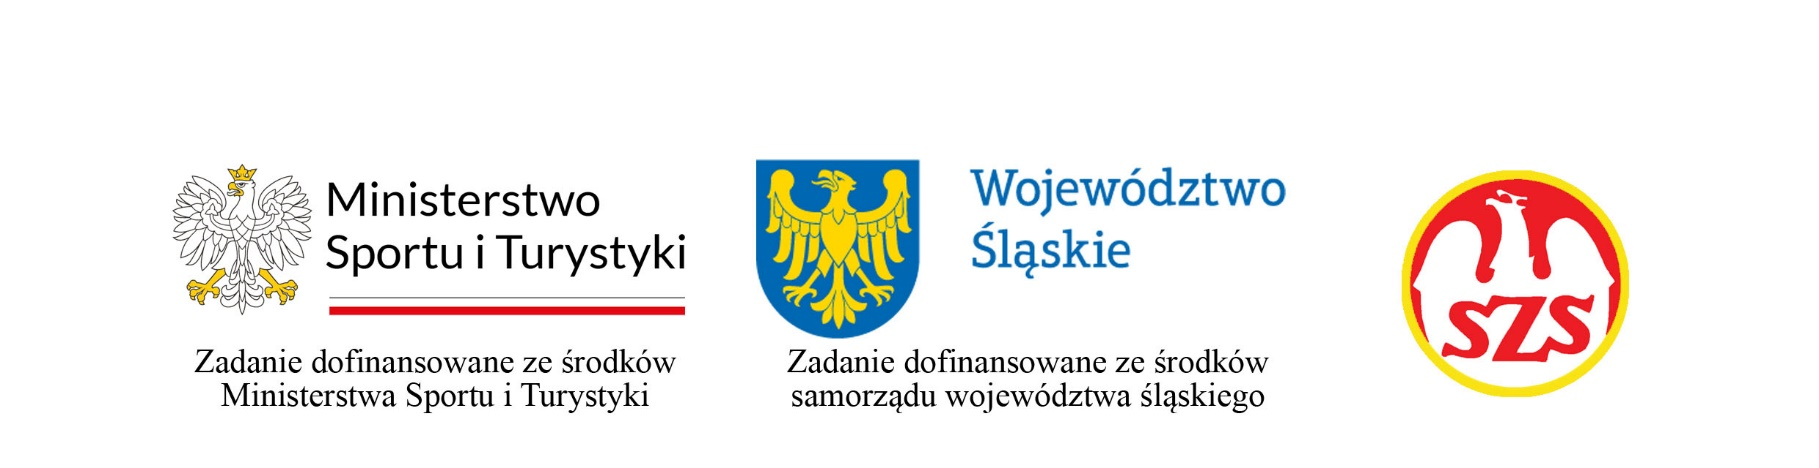 Ministerstwo
Sportu i Turystyki
Zadanie dofinansowane ze środków
Ministerstwa Sportu i Turystyki
Województwo
Śląskie
Zadanie dofinansowane ze środków
samorządu województwa śląskiego
SZS